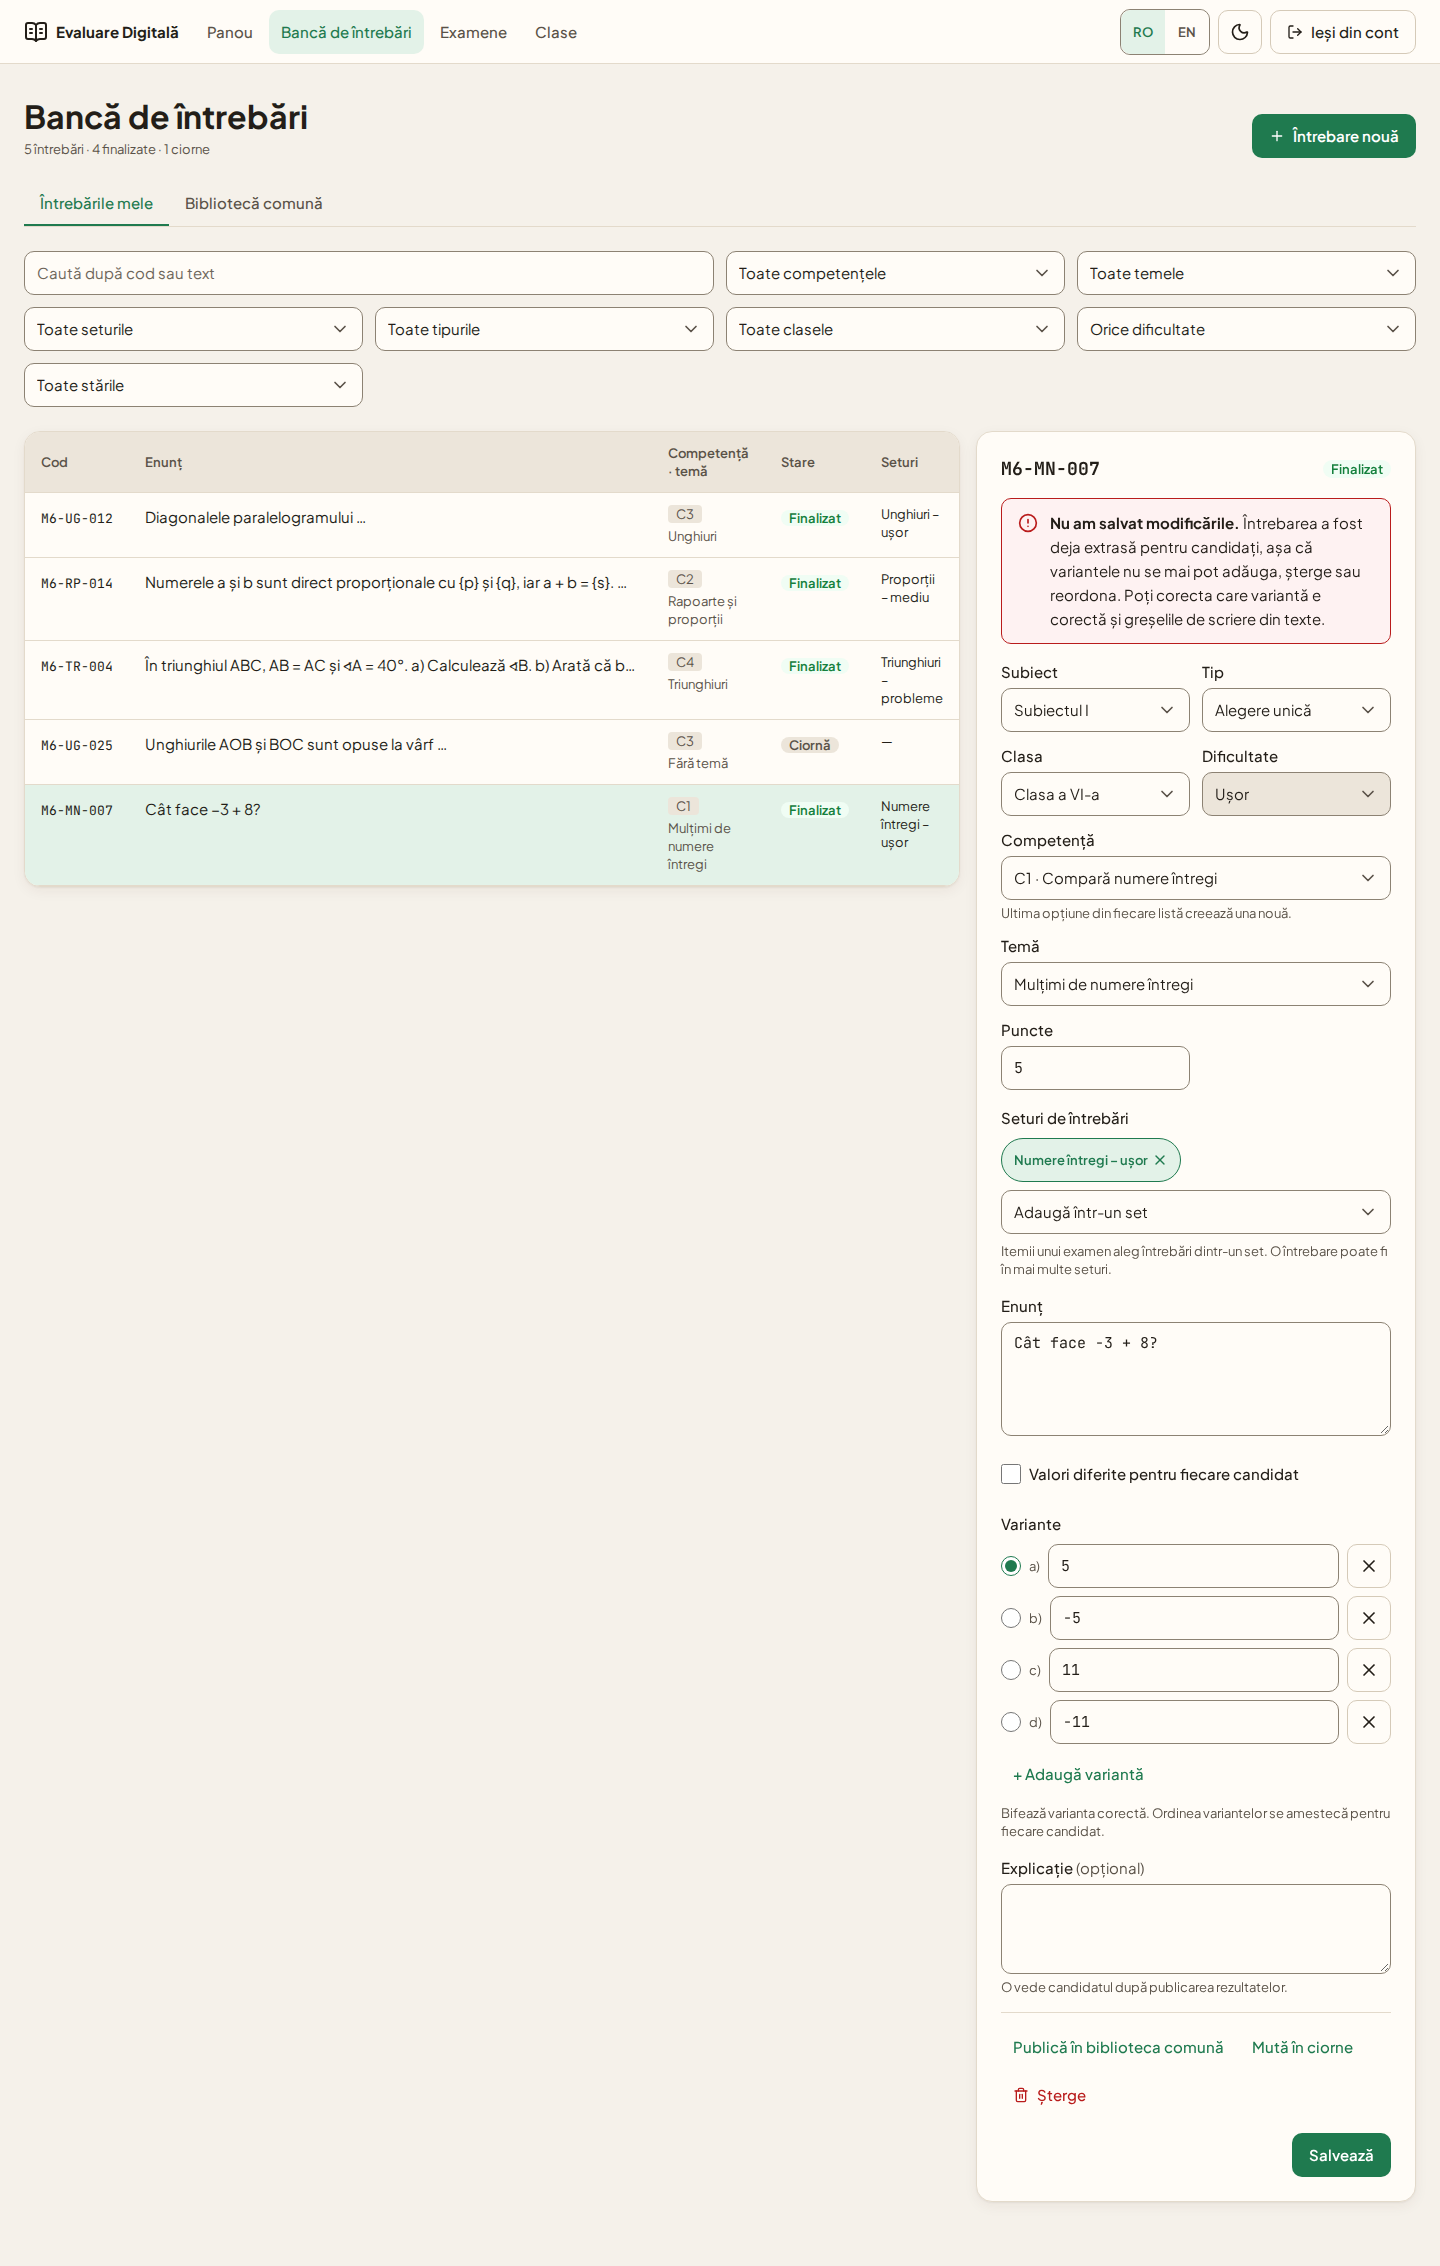 Evaluare Digitală
Panou
Bancă de întrebări
Examene
Clase
RO
EN
Ieși din cont
Bancă de întrebări
5 întrebări · 4 finalizate · 1 ciorne
+ Întrebare nouă
Întrebările mele
Bibliotecă comună
Caută după cod sau text
Toate competențele
Toate temele
Toate seturile
Toate tipurile
Toate clasele
Orice dificultate
Toate stările
Cod
Enunț
Competență
· temă
Stare
Seturi
M6-UG-012
Diagonalele paralelogramului …
C3
Unghiuri
Finalizat
Unghiuri –
ușor
M6-RP-014
Numerele a și b sunt direct proporționale cu {p} și {q}, iar a + b = {s}. …
C2
Rapoarte și
proporții
Finalizat
Proporții
– mediu
M6-TR-004
În triunghiul ABC, AB = AC și ∢A = 40°. a) Calculează ∢B. b) Arată că b…
C4
Triunghiuri
Finalizat
Triunghiuri
–
probleme
M6-UG-025
Unghiurile AOB și BOC sunt opuse la vârf …
C3
Fără temă
Ciornă
—
M6-MN-007
Cât face −3 + 8?
C1
Mulțimi de
numere
întregi
Finalizat
Numere
întregi –
ușor
M6-MN-007
Finalizat
Nu am salvat modificările. Întrebarea a fost
deja extrasă pentru candidați, așa că
variantele nu se mai pot adăuga, șterge sau
reordona. Poți corecta care variantă e
corectă și greșelile de scriere din texte.
Subiect
Tip
Subiectul I
Alegere unică
Clasa
Dificultate
Clasa a VI-a
Ușor
Competență
C1 · Compară numere întregi
Ultima opțiune din fiecare listă creează una nouă.
Temă
Mulțimi de numere întregi
Puncte
5
Seturi de întrebări
Numere întregi – ușor ×
Adaugă într-un set
Itemii unui examen aleg întrebări dintr-un set. O întrebare poate fi
în mai multe seturi.
Enunț
Cât face -3 + 8?
Valori diferite pentru fiecare candidat
Variante
a) 5
b) -5
c) 11
d) -11
+ Adaugă variantă
Bifează varianta corectă. Ordinea variantelor se amestecă pentru
fiecare candidat.
Explicație (opțional)
O vede candidatul după publicarea rezultatelor.
Publică în biblioteca comună
Mută în ciorne
Șterge
Salvează